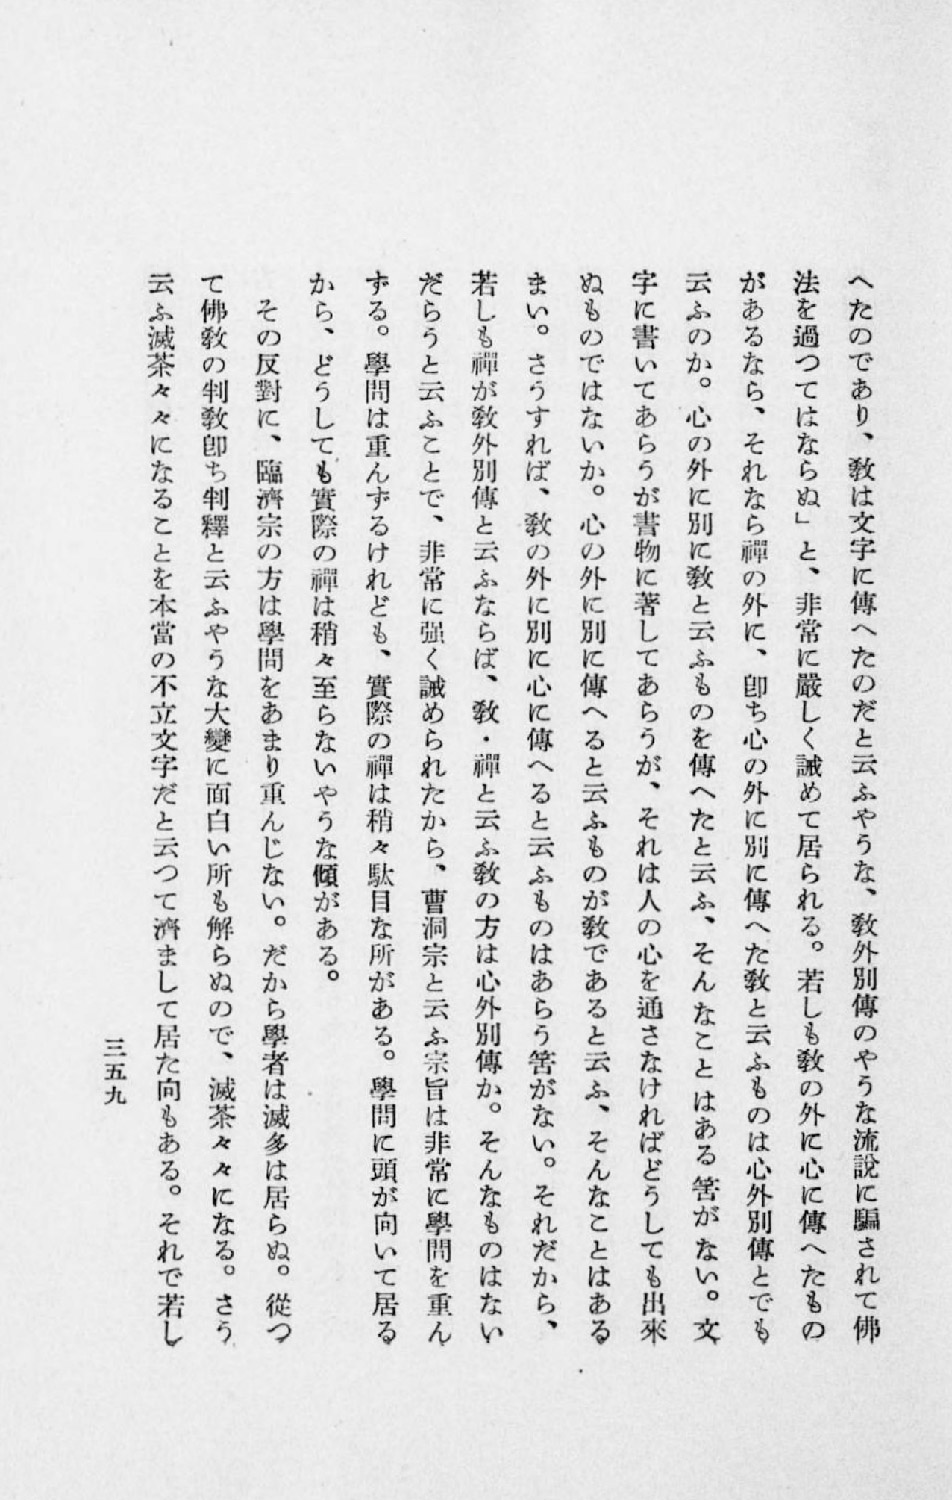 へたのであり、敎は文字に傳へたのだと云ふやうな、敎外別傳のやうな流說に騙されて佛
法を過つてはならぬ」と、非常に嚴しく誡めて居られる。若しも敎の外に心に傳へたもの
があるなら、それなら禪の外に、卽ち心の外に別に傳へた敎と云ふものは心外別傳とでも
云ふのか。心の外に別に敎と云ふものを傳へたと云ふ、そんなことはある筈がない。文
字に書いてあらうが書物に著してあらうが、それは人の心を通さなければどうしても出來
ぬものではないか。心の外に別に傳へると云ふものが敎であると云ふ、そんなことはある
まい。さうすれば、敎の外に別に心に傳へると云ふものはあらう筈がない。それだから、
若しも禪が敎外別傳と云ふならば、敎・禪と云ふ敎の方は心外別傳か。そんなものはない
だらうと云ふことで、非常に强く誡められたから、曹洞宗と云ふ宗旨は非常に學問を重ん
ずる。學問は重んずるけれども、實際の禪は稍々駄目な所がある。學問に頭が向いて居る
から、どうしても實際の禪は稍々至らないやうな傾がある。
その反對に、臨濟宗の方は學問をあまり重んじない。だから學者は滅多は居らぬ。從つ
て佛敎の判敎卽ち判釋と云ふやうな大變に面白い所も解らぬので、滅茶々々になる。さう
云ふ滅茶々々になることを本當の不立文字だと云つて濟まして居た向もある。それで若し
三五九